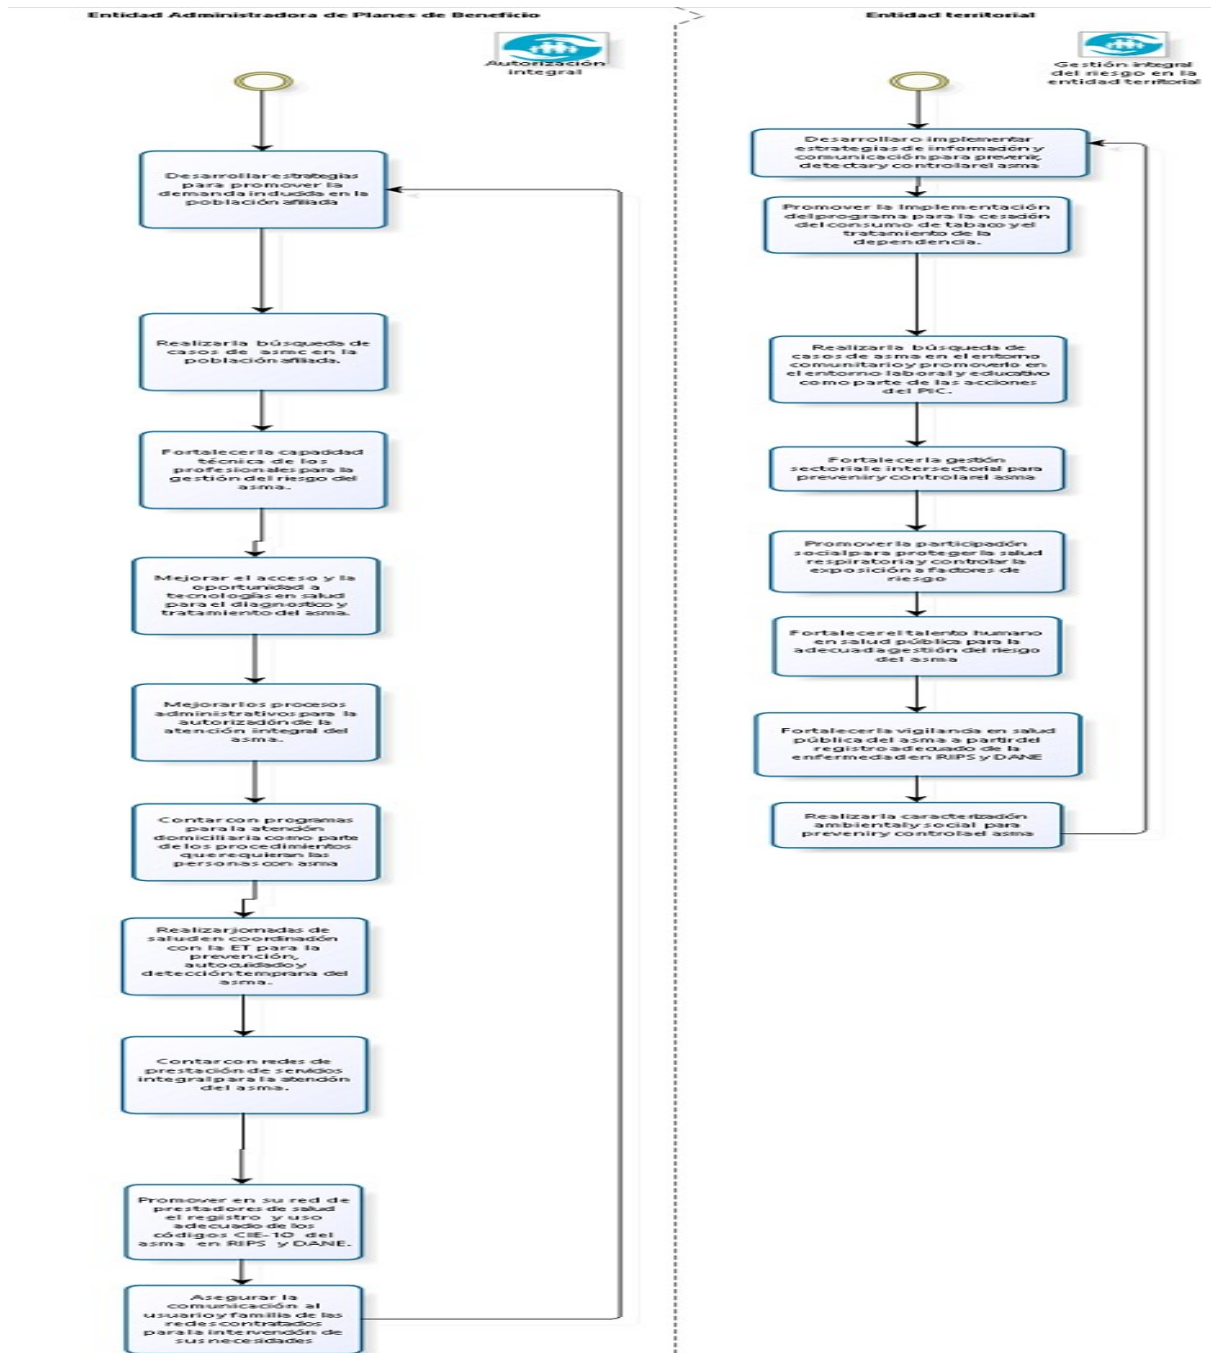 Entidad Administradora de Planes de Beneficio
Autorización
integral
Desarrollar estrategias
para promover la
demanda inducida en la
población afiliada
Realizar la búsqueda de
casos de asmc en la
población afiliada.
Fortalecer la capacidad
técnica de los
profesionales para la
gestión del riesgo del
asma.
Mejorar el acceso y la
oportunidad a
tecnologías en salud
para el diagnostico y
tratamiento del asma.
Mejorar los procesos
administrativos para la
autorización de la
atención integral del
asma.
Contar con programas
para la atención
domiciliaria como parte
de los procedimientos
que requieran las
personas con asma
Realizar jornadas de
salud en coordinación
con la ET para la
prevención,
autocuidado y
detección temprana del
asma.
Contar con redes de
prestación de servicios
integral para la atención
del asma.
Promover en su red de
prestadores de salud
el registro y uso
adecuado de los
códigos CIE-10 del
asma en RIPS y DANE.
Asegurar la
comunicación al
usuario y familia de las
redes contratados
para la intervención de
sus necesidades
Entidad territorial
Gestión integral
del riesgo en la
entidad territorial
Desarrollar o implementar
estrategias de información y
comunicación para prevenir,
detectar y controlar el asma
Promover la Implementación
del programa para la cesación
del consumo de tabaco y el
tratamiento de la
dependencia.
Realizar la búsqueda de
casos de asma en el entorno
comunitario y promoverlo en
el entorno laboral y educativo
como parte de las acciones
del PIC.
Fortalecer la gestión
sectorial e intersectorial para
prevenir y controlar el asma
Promover la participación
social para proteger la salud
respiratoria y controlar la
exposición a factores de
riesgo
Fortalecer el talento humano
en salud pública para la
adecuada gestión del riesgo
del asma
Fortalecer la vigilancia en salud
pública del asma a partir del
registro adecuado de la
enfermedad en RIPS y DANE
Realizar la caracterización
ambiental y social para
prevenir y controlael asma